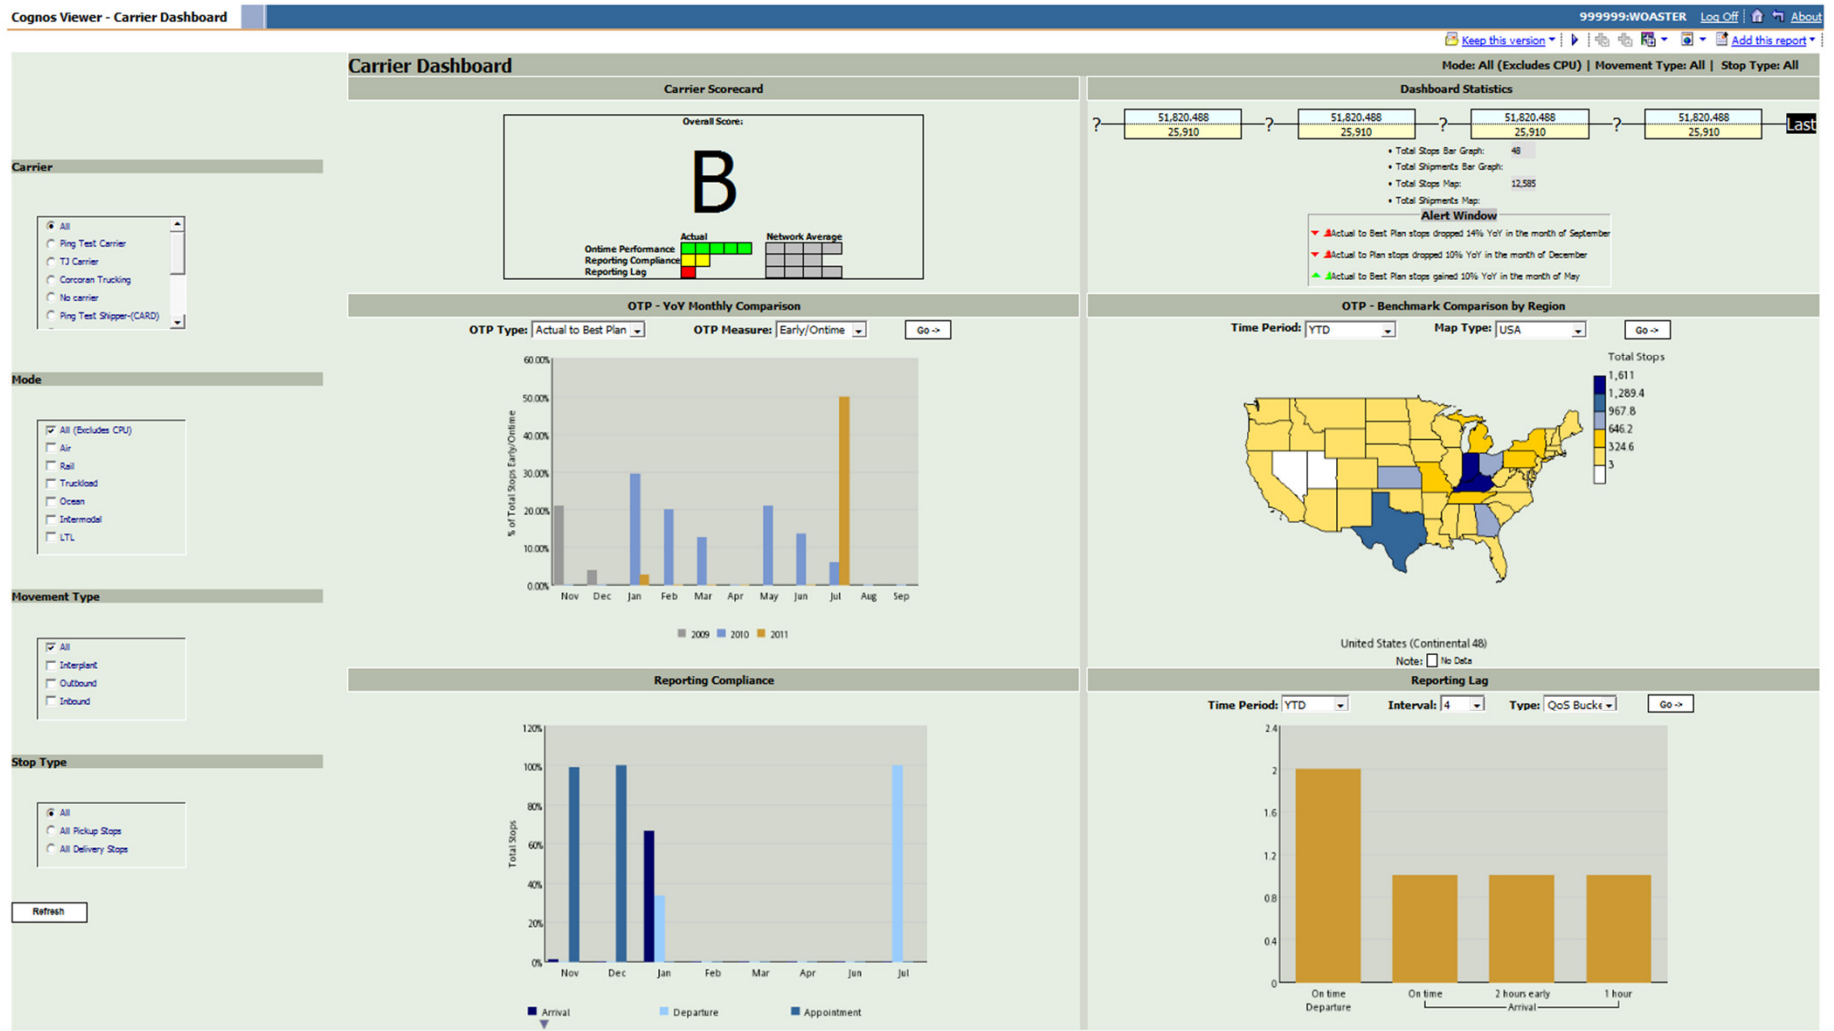 Cognos Viewer - Carrier Dashboard
999999:WOASTER Log Off About
Keep this version Add this report
Carrier Dashboard
Mode: All (Excludes CPU) | Movement Type: All | Stop Type: All
Carrier
All
Ping Test Carrier
TJ Carrier
Corcoran Trucking
No carrier
Ping Test Shipper-(CARD)
Mode
All (Excludes CPU)
Air
Rail
Truckload
Ocean
Intermodal
LTL
Movement Type
All
Interplant
Outbound
Inbound
Stop Type
All
All Pickup Stops
All Delivery Stops
Refresh
Carrier Scorecard
Overall Score:
B
Actual Network Average
Ontime Performance
Reporting Compliance
Reporting Lag
Dashboard Statistics
? 51,820.488 ? 51,820.488 ? 51,820.488 ? 51,820.488 Last
25,910 25,910 25,910 25,910
• Total Stops Bar Graph: 48
• Total Shipments Bar Graph:
• Total Stops Map: 12,585
• Total Shipments Map:
Alert Window
Actual to Best Plan stops dropped 14% YoY in the month of September
Actual to Plan stops dropped 10% YoY in the month of December
Actual to Best Plan stops gained 10% YoY in the month of May
OTP - YoY Monthly Comparison
OTP Type: Actual to Best Plan OTP Measure: Early/Ontime Go ->
% of Total Stops Early/Ontime
60.00%
50.00%
40.00%
30.00%
20.00%
10.00%
0.00%
Nov Dec Jan Feb Mar Apr May Jun Jul Aug Sep
2009 2010 2011
OTP - Benchmark Comparison by Region
Time Period: YTD Map Type: USA Go ->
Total Stops
1,611
1,289.4
967.8
646.2
324.6
3
United States (Continental 48)
Note: No Data
Reporting Compliance
Total Stops
120%
100%
80%
60%
40%
20%
0%
Nov Dec Jan Feb Mar Apr Jun Jul
Arrival Departure Appointment
Reporting Lag
Time Period: YTD Interval: 4 Type: QoS Bucke Go ->
2.4
2
1.6
1.2
0.8
0.4
0
On time On time 2 hours early 1 hour
Departure Arrival